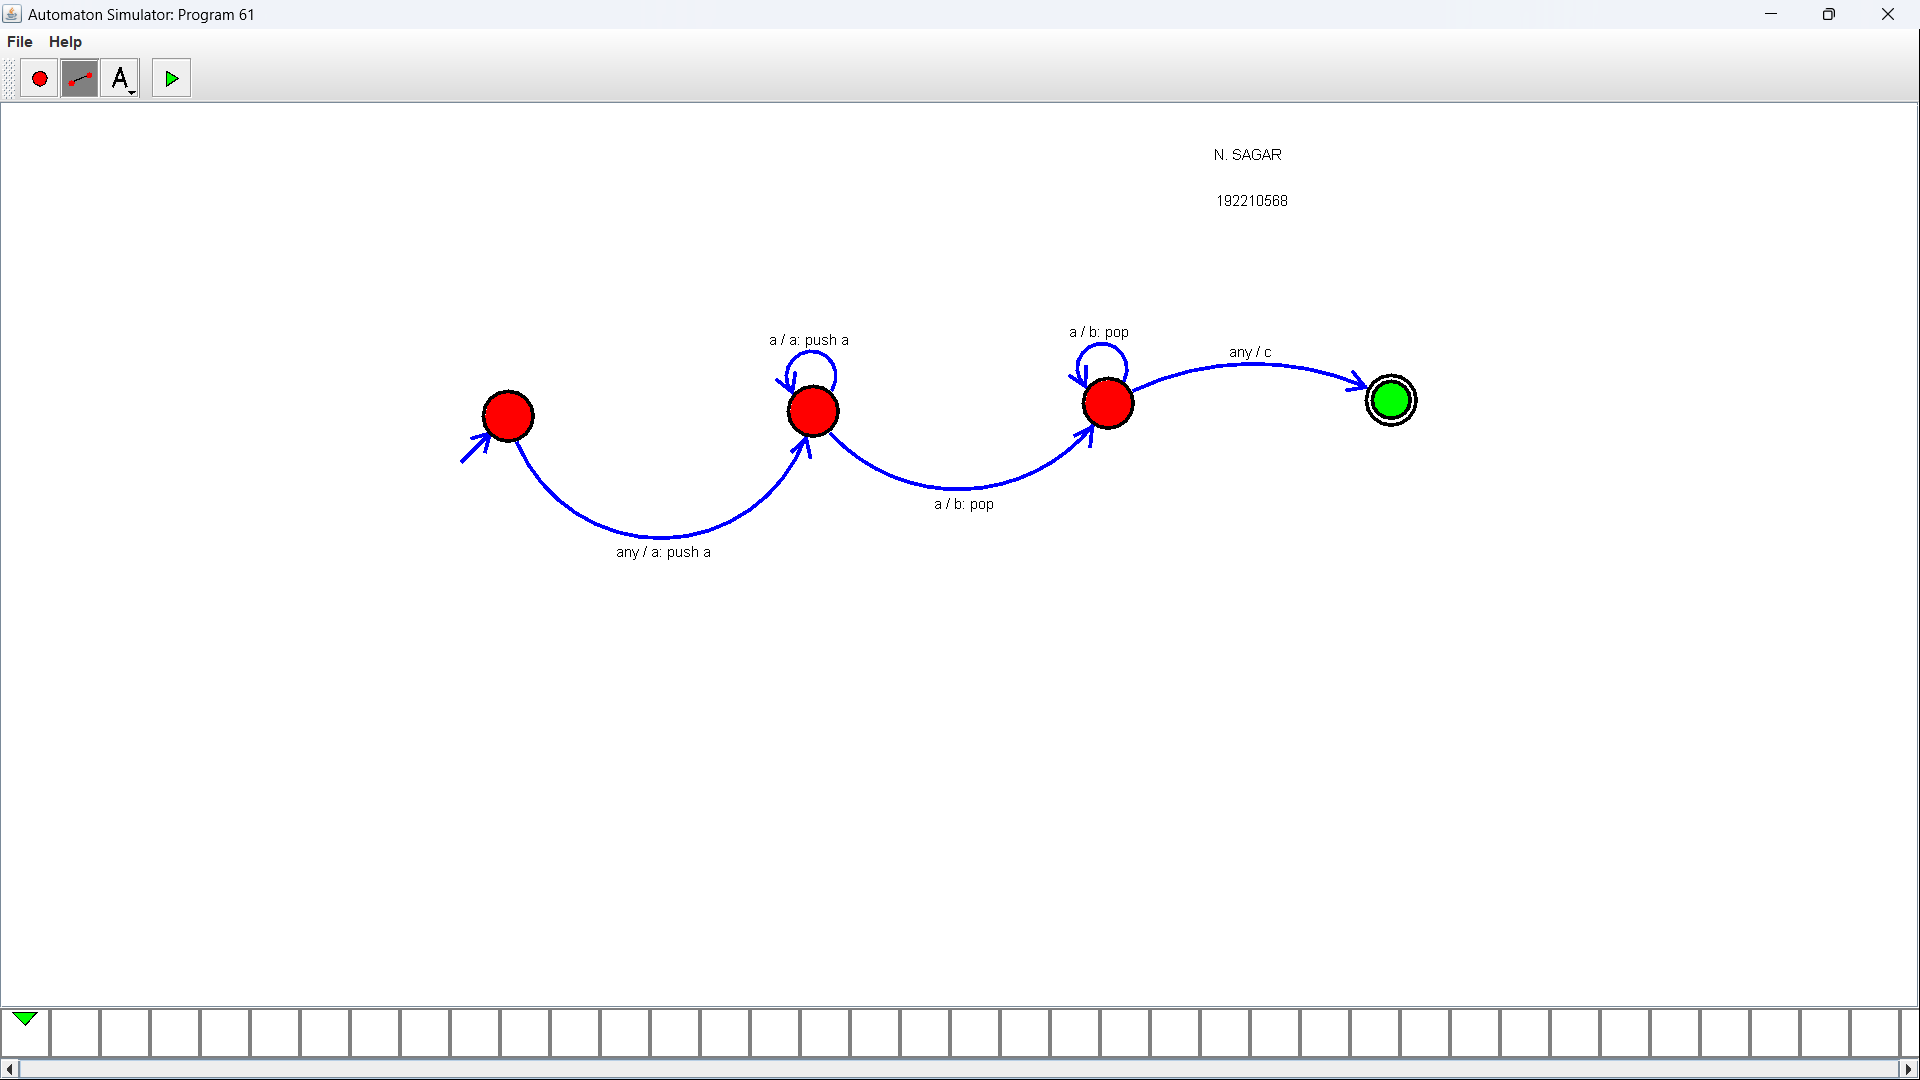 Automaton Simulator: Program 61
File Help
A
N. SAGAR
192210568
a / a: push a
a / b: pop
any / c
a / b: pop
any / a: push a